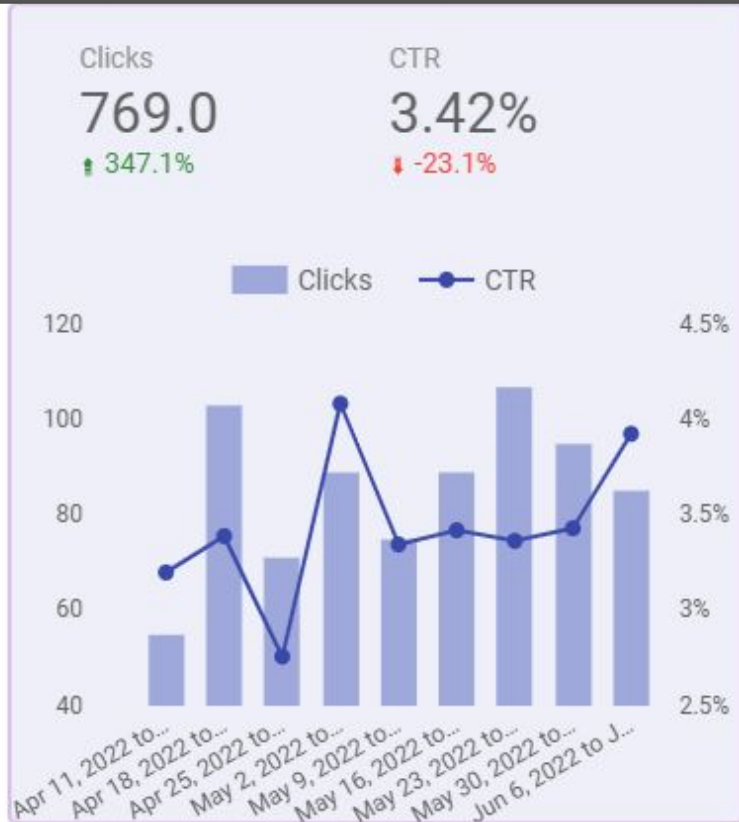 Clicks CTR
769.0 3.42%
347.1% -23.1%
Clicks CTR
120 4.5%
100 4%
80 3.5%
60 3%
40 2.5%
Apr 11, 2022 to...
Apr 18, 2022 to...
Apr 25, 2022 to...
May 2, 2022 to...
May 9, 2022 to...
May 16, 2022 to...
May 23, 2022 to...
May 30, 2022 to...
Jun 6, 2022 to J...